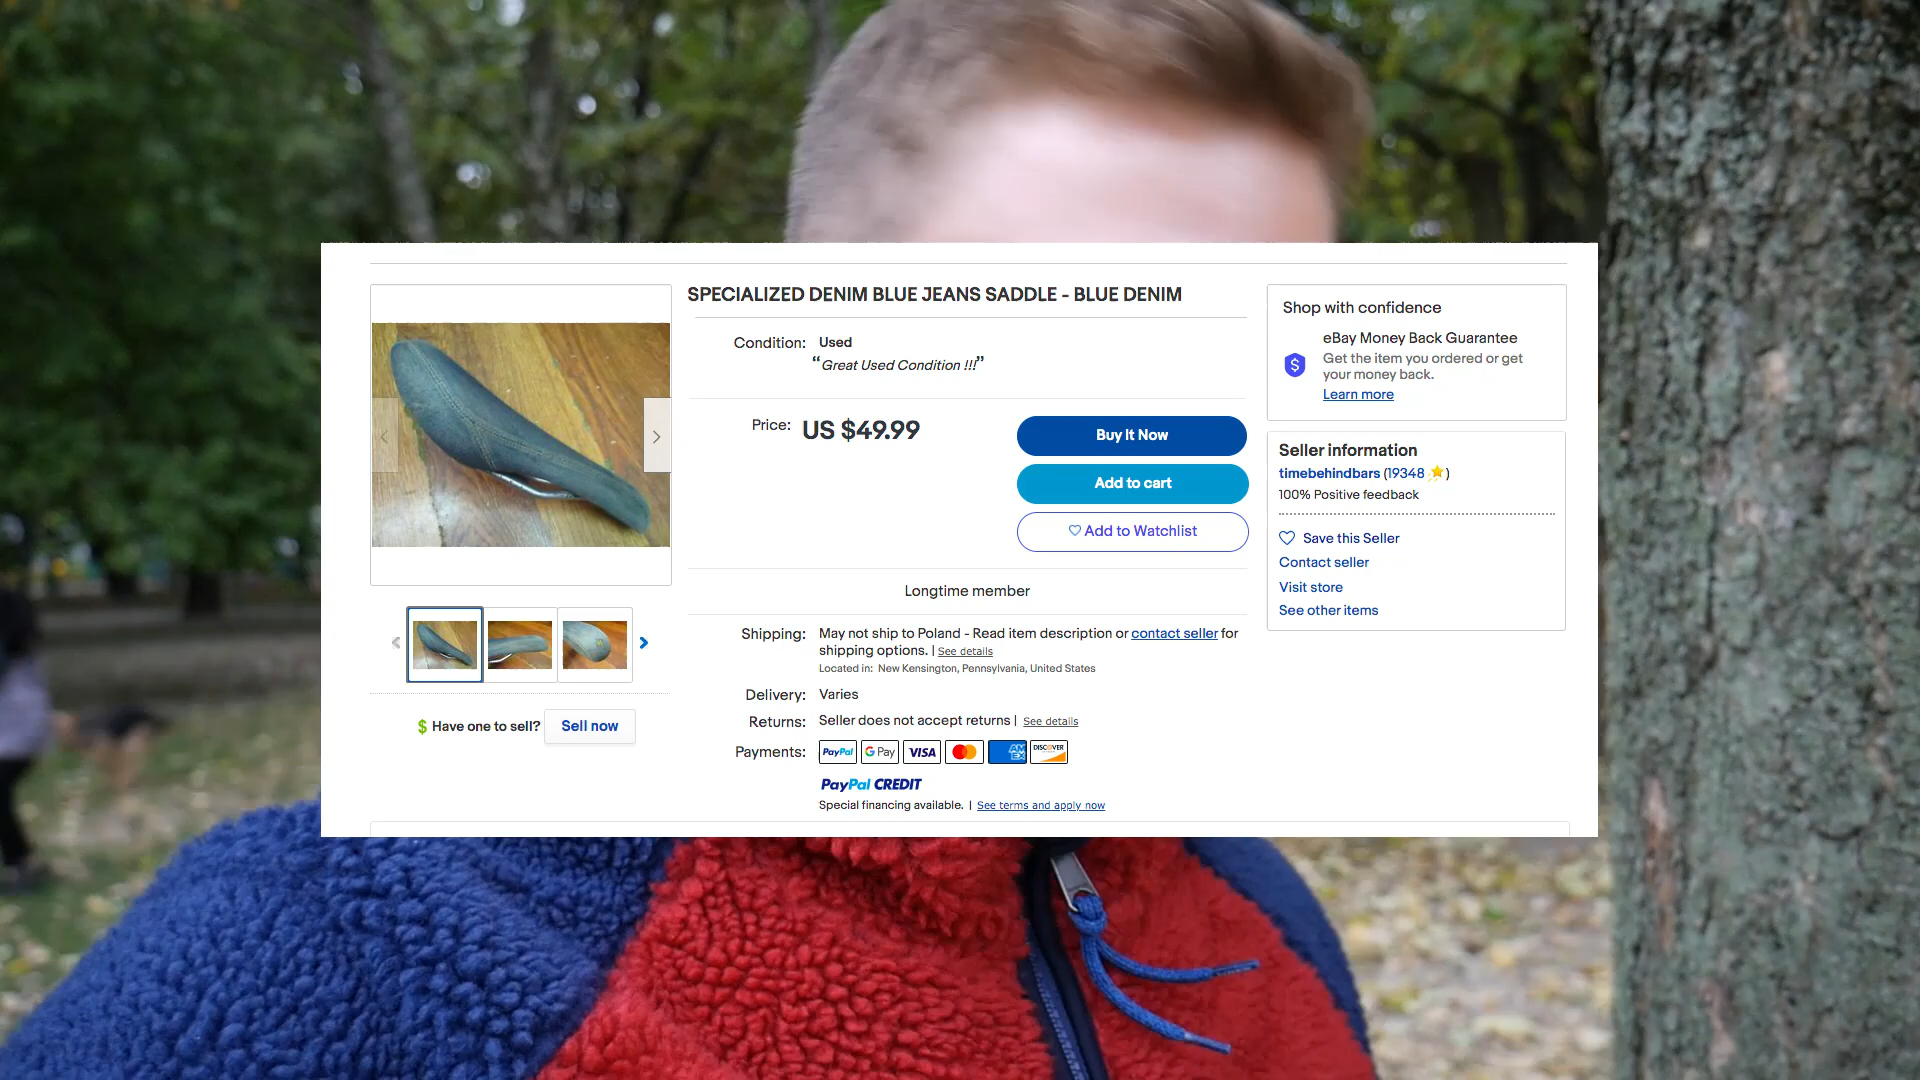 SPECIALIZED DENIM BLUE JEANS SADDLE - BLUE DENIM
Condition: Used
“Great Used Condition !!!”
Price: US $49.99
Buy It Now
Add to cart
Add to Watchlist
Longtime member
Shipping: May not ship to Poland - Read item description or contact seller for
shipping options. | See details
Located in: New Kensington, Pennsylvania, United States
Delivery: Varies
Returns: Seller does not accept returns | See details
Payments: PayPal G Pay VISA AM EX DISCOVER
PayPal CREDIT
Special financing available. | See terms and apply now
$ Have one to sell? Sell now
Shop with confidence
eBay Money Back Guarantee
$ Get the item you ordered or get
your money back.
Learn more
Seller information
timebehindbars (19348 )
100% Positive feedback
Save this Seller
Contact seller
Visit store
See other items